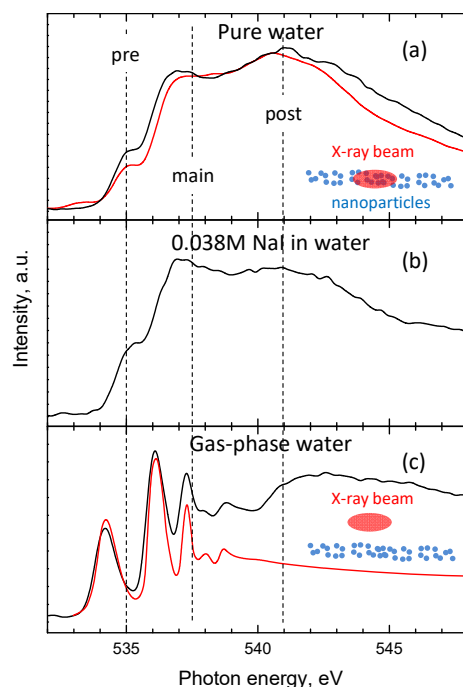 Pure water
(a)
pre
main
post
X-ray beam
nanoparticles
0.038M NaI in water
(b)
Intensity, a.u.
Gas-phase water
(c)
X-ray beam
535 540 545
Photon energy, eV